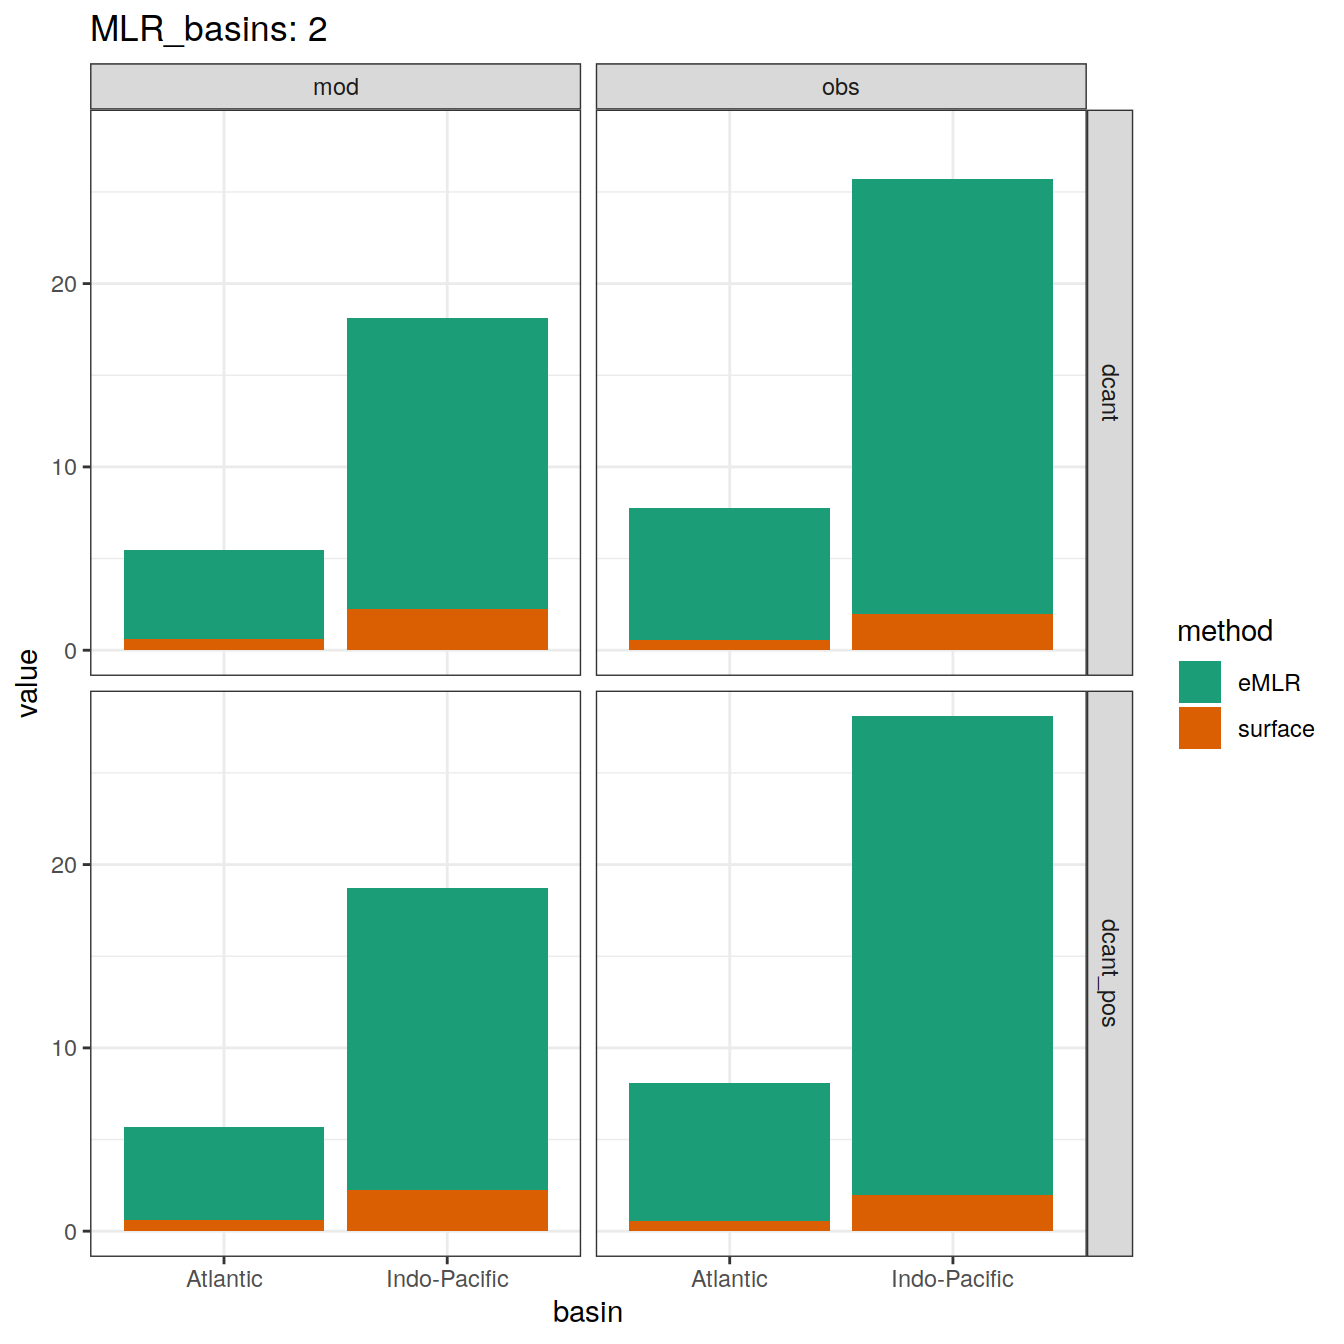 MLR_basins: 2
mod
obs
20
10
0
dcant
20
10
0
dcant_pos
value
Atlantic
Indo-Pacific
Atlantic
Indo-Pacific
basin
method
eMLR
surface